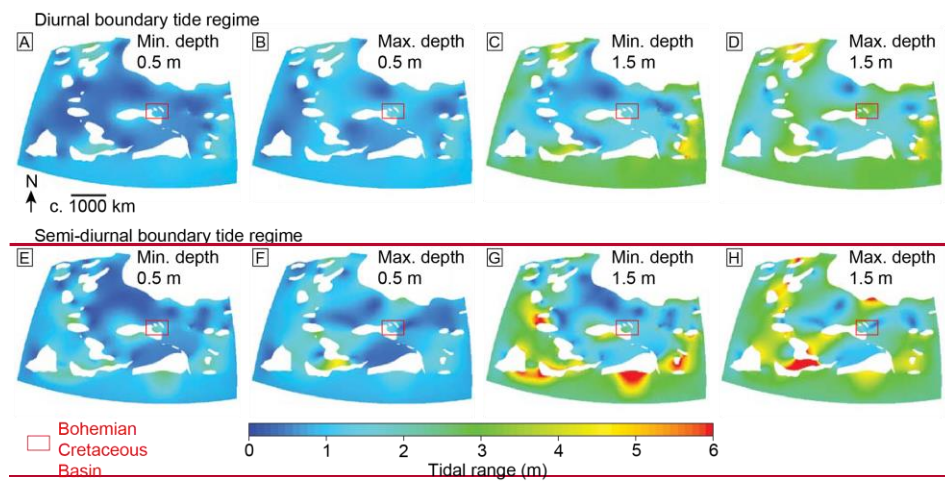 Diurnal boundary tide regime
A Min. depth 0.5 m
B Max. depth 0.5 m
C Min. depth 1.5 m
D Max. depth 1.5 m
N
c. 1000 km
Semi-diurnal boundary tide regime
E Min. depth 0.5 m
F Max. depth 0.5 m
G Min. depth 1.5 m
H Max. depth 1.5 m
Bohemian
Cretaceous
Basin
0 1 2 3 4 5 6
Tidal range (m)